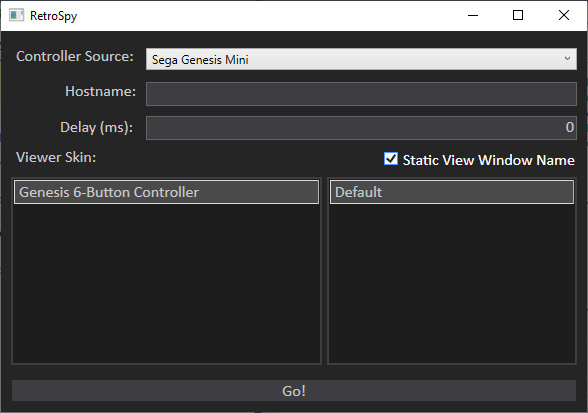 RetroSpy
Controller Source: Sega Genesis Mini
Hostname:
Delay (ms): 0
Viewer Skin: Static View Window Name
Genesis 6-Button Controller Default
Go!